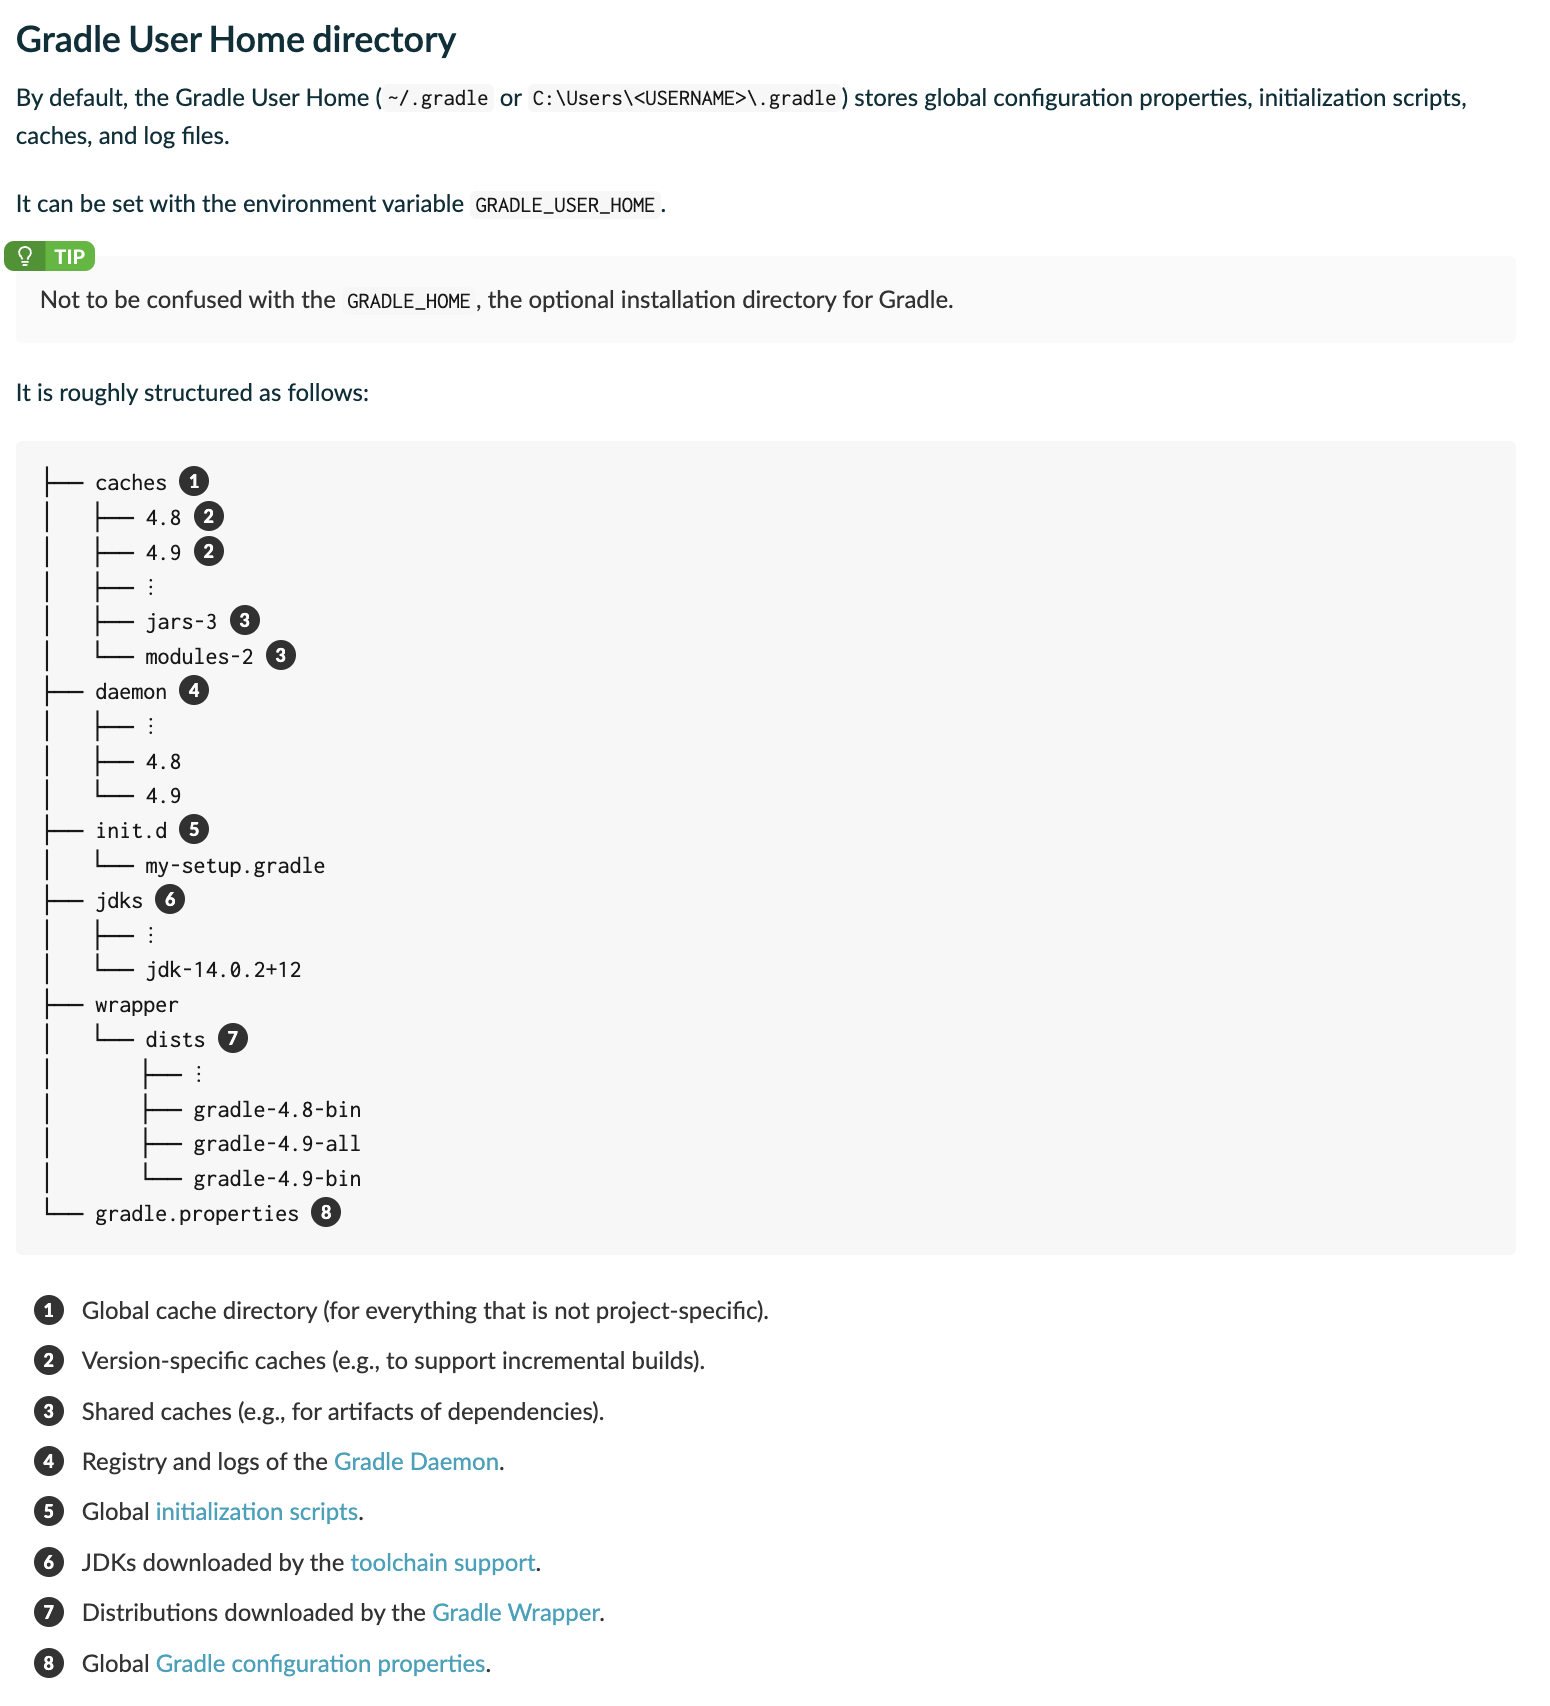 Gradle User Home directory
By default, the Gradle User Home ( ~/.gradle or C:\Users\<USERNAME>\.gradle ) stores global configuration properties, initialization scripts,
caches, and log files.
It can be set with the environment variable GRADLE_USER_HOME .
TIP
Not to be confused with the GRADLE_HOME , the optional installation directory for Gradle.
It is roughly structured as follows:
├── caches 1
│   ├── 4.8 2
│   ├── 4.9 2
│   ├── ⋮
│   ├── jars-3 3
│   └── modules-2 3
├── daemon 4
│   ├── ⋮
│   ├── 4.8
│   └── 4.9
├── init.d 5
│   └── my-setup.gradle
├── jdks 6
│   ├── ⋮
│   └── jdk-14.0.2+12
├── wrapper
│   └── dists 7
│       ├── ⋮
│       ├── gradle-4.8-bin
│       ├── gradle-4.9-all
│       └── gradle-4.9-bin
└── gradle.properties 8
1 Global cache directory (for everything that is not project-specific).
2 Version-specific caches (e.g., to support incremental builds).
3 Shared caches (e.g., for artifacts of dependencies).
4 Registry and logs of the Gradle Daemon.
5 Global initialization scripts.
6 JDKs downloaded by the toolchain support.
7 Distributions downloaded by the Gradle Wrapper.
8 Global Gradle configuration properties.